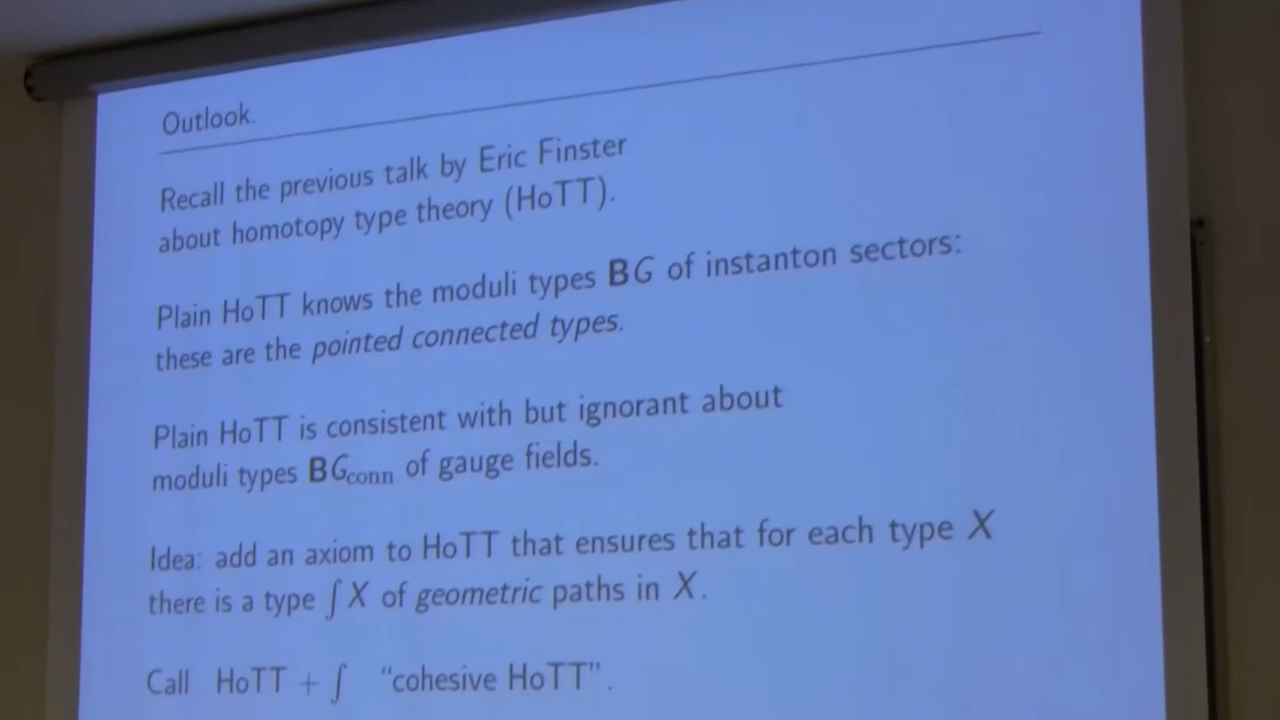 Outlook.
Recall the previous talk by Eric Finster
about homotopy type theory (HoTT).
Plain HoTT knows the moduli types BG of instanton sectors:
these are the pointed connected types.
Plain HoTT is consistent with but ignorant about
moduli types BG_conn of gauge fields.
Idea: add an axiom to HoTT that ensures that for each type X
there is a type ∫X of geometric paths in X.
Call HoTT + ∫ “cohesive HoTT”.